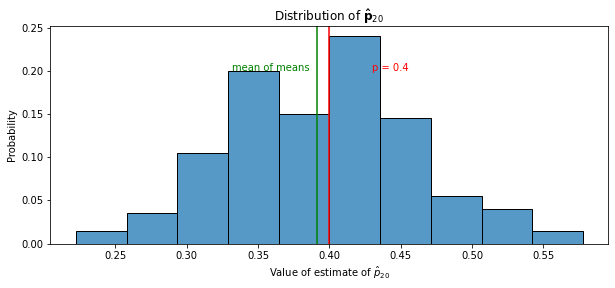 Distribution of p̂₂₀
0.25
0.20
0.15
0.10
0.05
0.00
Probability
mean of means
p = 0.4
0.25 0.30 0.35 0.40 0.45 0.50 0.55
Value of estimate of p̂₂₀